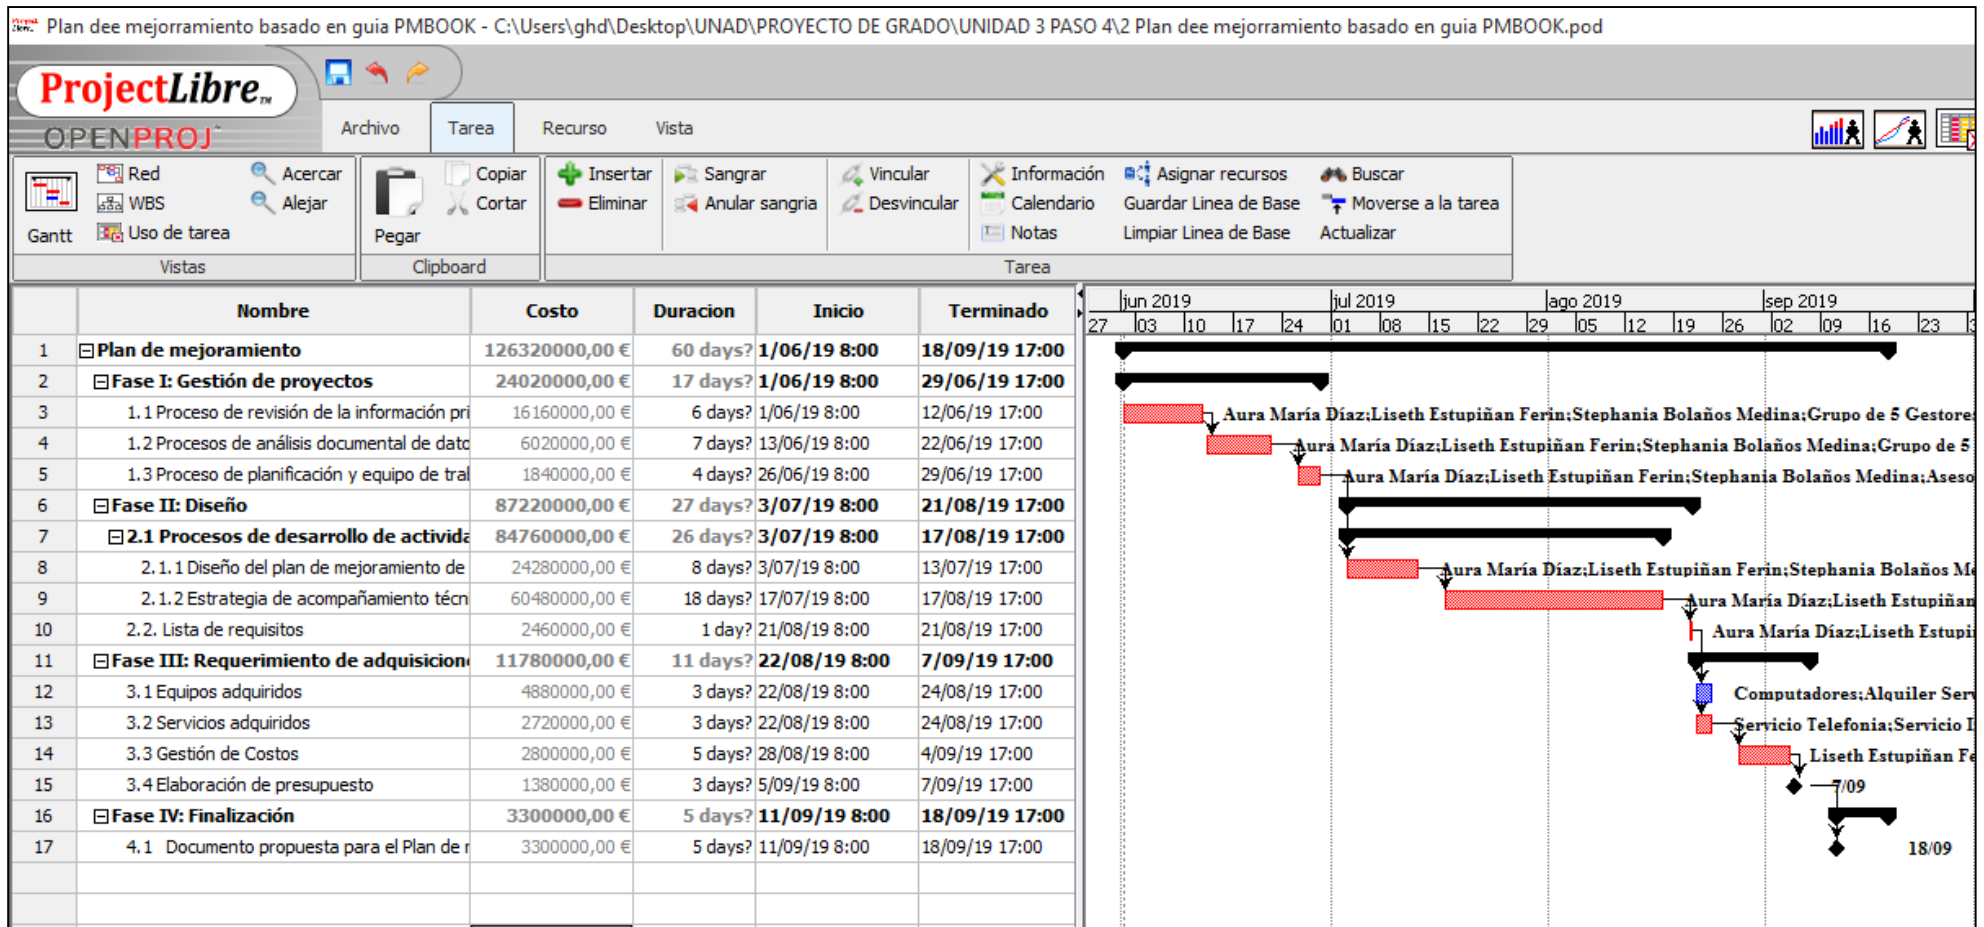 Plan dee mejorramiento basado en guia PMBOOK - C:\Users\ghd\Desktop\UNAD\PROYECTO DE GRADO\UNIDAD 3 PASO 4\2 Plan dee mejorramiento basado en guia PMBOOK.pod
ProjectLibre TM
OPENPROJ
Archivo Tarea Recurso Vista
Red Acercar Copiar Insertar Sangrar Vincular Información Asignar recursos Buscar
WBS Alejar Cortar Eliminar Anular sangria Desvincular Calendario Guardar Linea de Base Moverse a la tarea
Gantt Uso de tarea Pegar Notas Limpiar Linea de Base Actualizar
Vistas Clipboard Tarea
Nombre Costo Duracion Inicio Terminado
jun 2019 jul 2019 ago 2019 sep 2019
27 03 10 17 24 01 08 15 22 29 05 12 19 26 02 09 16 23
1 Plan de mejoramiento 126320000,00 € 60 days? 1/06/19 8:00 18/09/19 17:00
2 Fase I: Gestión de proyectos 24020000,00 € 17 days? 1/06/19 8:00 29/06/19 17:00
3 1.1 Proceso de revisión de la información pri 16160000,00 € 6 days? 1/06/19 8:00 12/06/19 17:00 Aura María Díaz;Liseth Estupiñan Ferin;Stephania Bolaños Medina;Grupo de 5 Gestore
4 1.2 Procesos de análisis documental de dato 6020000,00 € 7 days? 13/06/19 8:00 22/06/19 17:00 Aura María Díaz;Liseth Estupiñan Ferin;Stephania Bolaños Medina;Grupo de 5
5 1.3 Proceso de planificación y equipo de tral 1840000,00 € 4 days? 26/06/19 8:00 29/06/19 17:00 Aura María Díaz;Liseth Estupiñan Ferin;Stephania Bolaños Medina;Aseso
6 Fase II: Diseño 87220000,00 € 27 days? 3/07/19 8:00 21/08/19 17:00
7 2.1 Procesos de desarrollo de activida 84760000,00 € 26 days? 3/07/19 8:00 17/08/19 17:00
8 2.1.1 Diseño del plan de mejoramiento de 24280000,00 € 8 days? 3/07/19 8:00 13/07/19 17:00 Aura María Díaz;Liseth Estupiñan Ferin;Stephania Bolaños Me
9 2.1.2 Estrategia de acompañamiento técni 60480000,00 € 18 days? 17/07/19 8:00 17/08/19 17:00 Aura María Díaz;Liseth Estupiñan
10 2.2. Lista de requisitos 2460000,00 € 1 day? 21/08/19 8:00 21/08/19 17:00 Aura María Díaz;Liseth Estupi
11 Fase III: Requerimiento de adquisicion 11780000,00 € 11 days? 22/08/19 8:00 7/09/19 17:00
12 3.1 Equipos adquiridos 4880000,00 € 3 days? 22/08/19 8:00 24/08/19 17:00 Computadores;Alquiler Ser
13 3.2 Servicios adquiridos 2720000,00 € 3 days? 22/08/19 8:00 24/08/19 17:00 Servicio Telefonia;Servicio I
14 3.3 Gestión de Costos 2800000,00 € 5 days? 28/08/19 8:00 4/09/19 17:00 Liseth Estupiñan Fe
15 3.4 Elaboración de presupuesto 1380000,00 € 3 days? 5/09/19 8:00 7/09/19 17:00 7/09
16 Fase IV: Finalización 3300000,00 € 5 days? 11/09/19 8:00 18/09/19 17:00
17 4.1 Documento propuesta para el Plan de r 3300000,00 € 5 days? 11/09/19 8:00 18/09/19 17:00 18/09